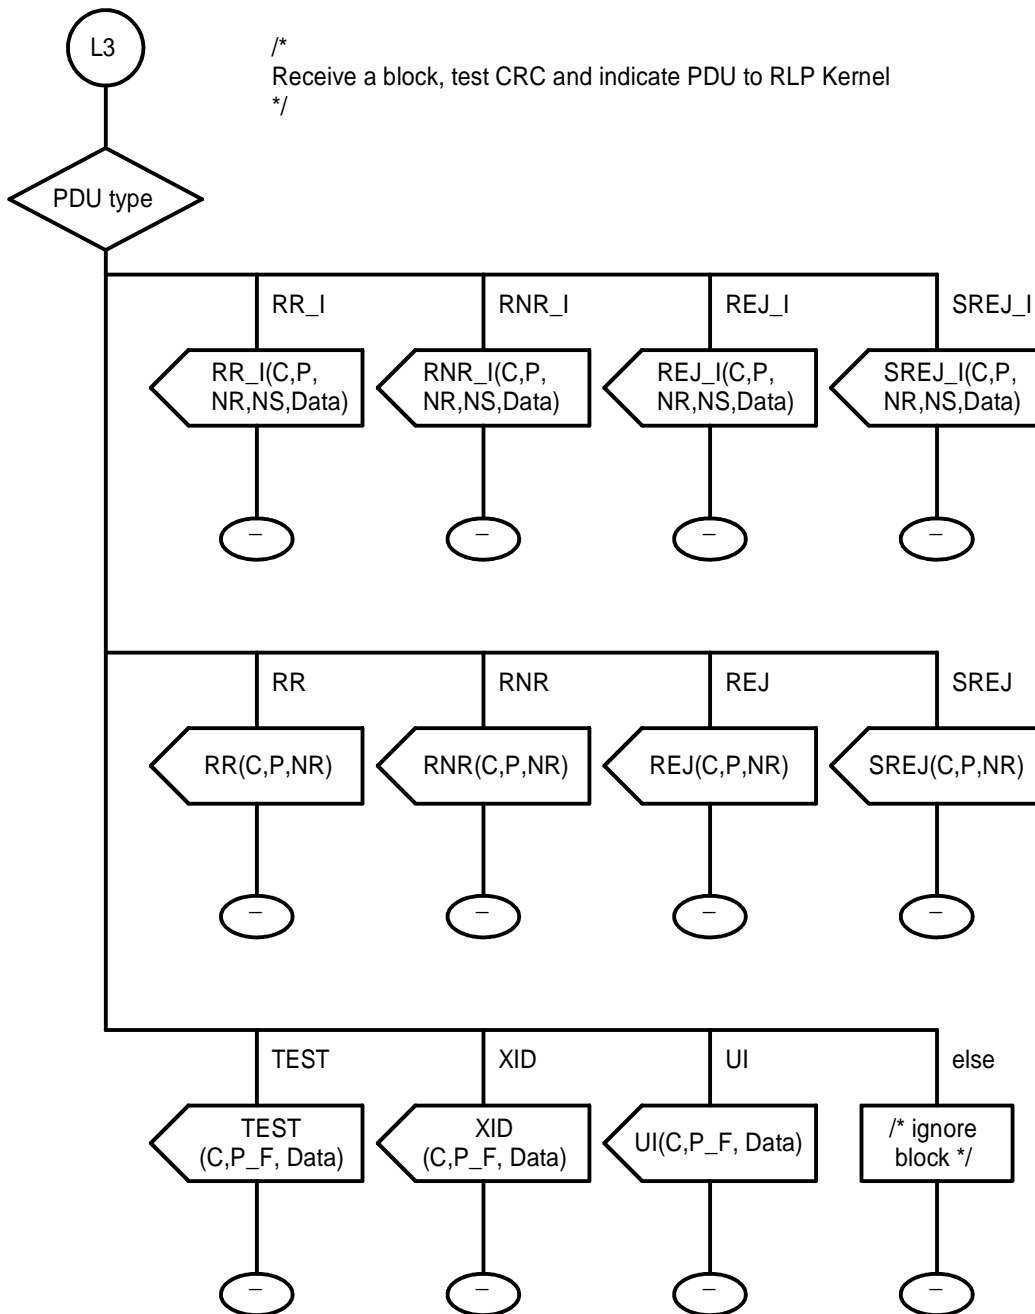 L3
/*
Receive a block, test CRC and indicate PDU to RLP Kernel
*/
PDU type
RR_I
RNR_I
REJ_I
SREJ_I
RR_I(C,P,
NR,NS,Data)
RNR_I(C,P,
NR,NS,Data)
REJ_I(C,P,
NR,NS,Data)
SREJ_I(C,P,
NR,NS,Data)
–
–
–
–
RR
RNR
REJ
SREJ
RR(C,P,NR)
RNR(C,P,NR)
REJ(C,P,NR)
SREJ(C,P,NR)
–
–
–
–
TEST
XID
UI
else
TEST
(C,P_F, Data)
XID
(C,P_F, Data)
UI(C,P_F, Data)
/* ignore
block */
–
–
–
–